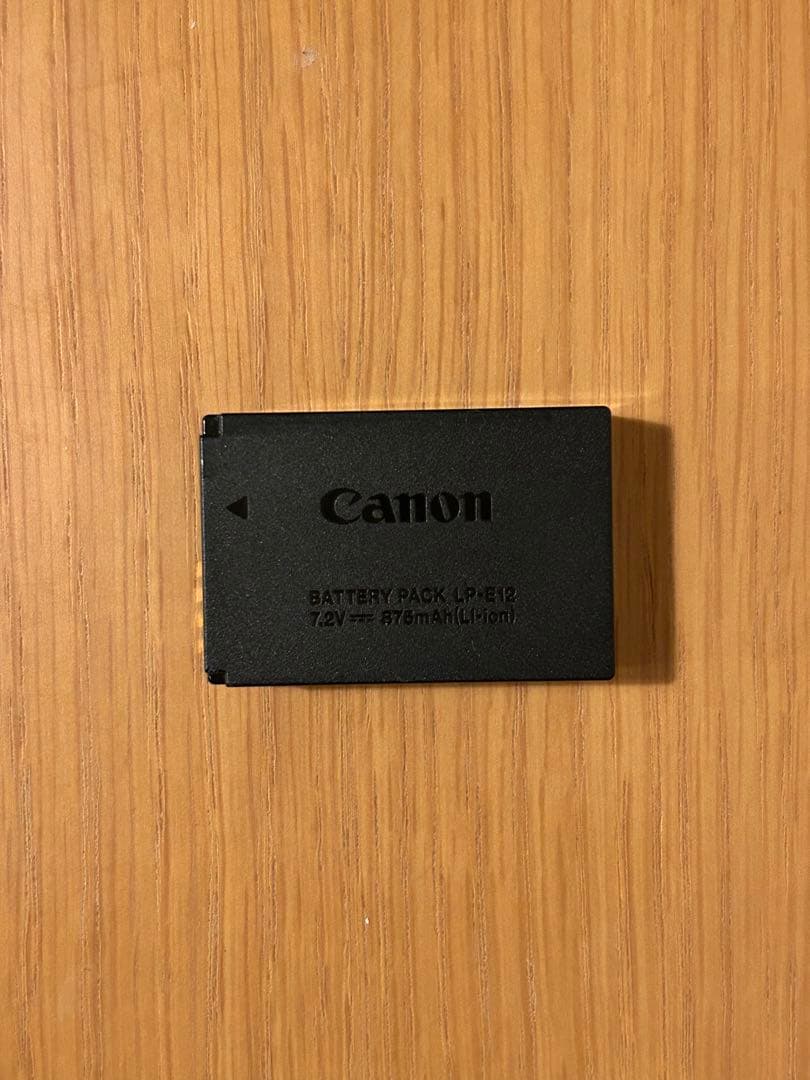 Canon
BATTERY PACK LP-E12
7.2V⎓875mAh(Li-ion)